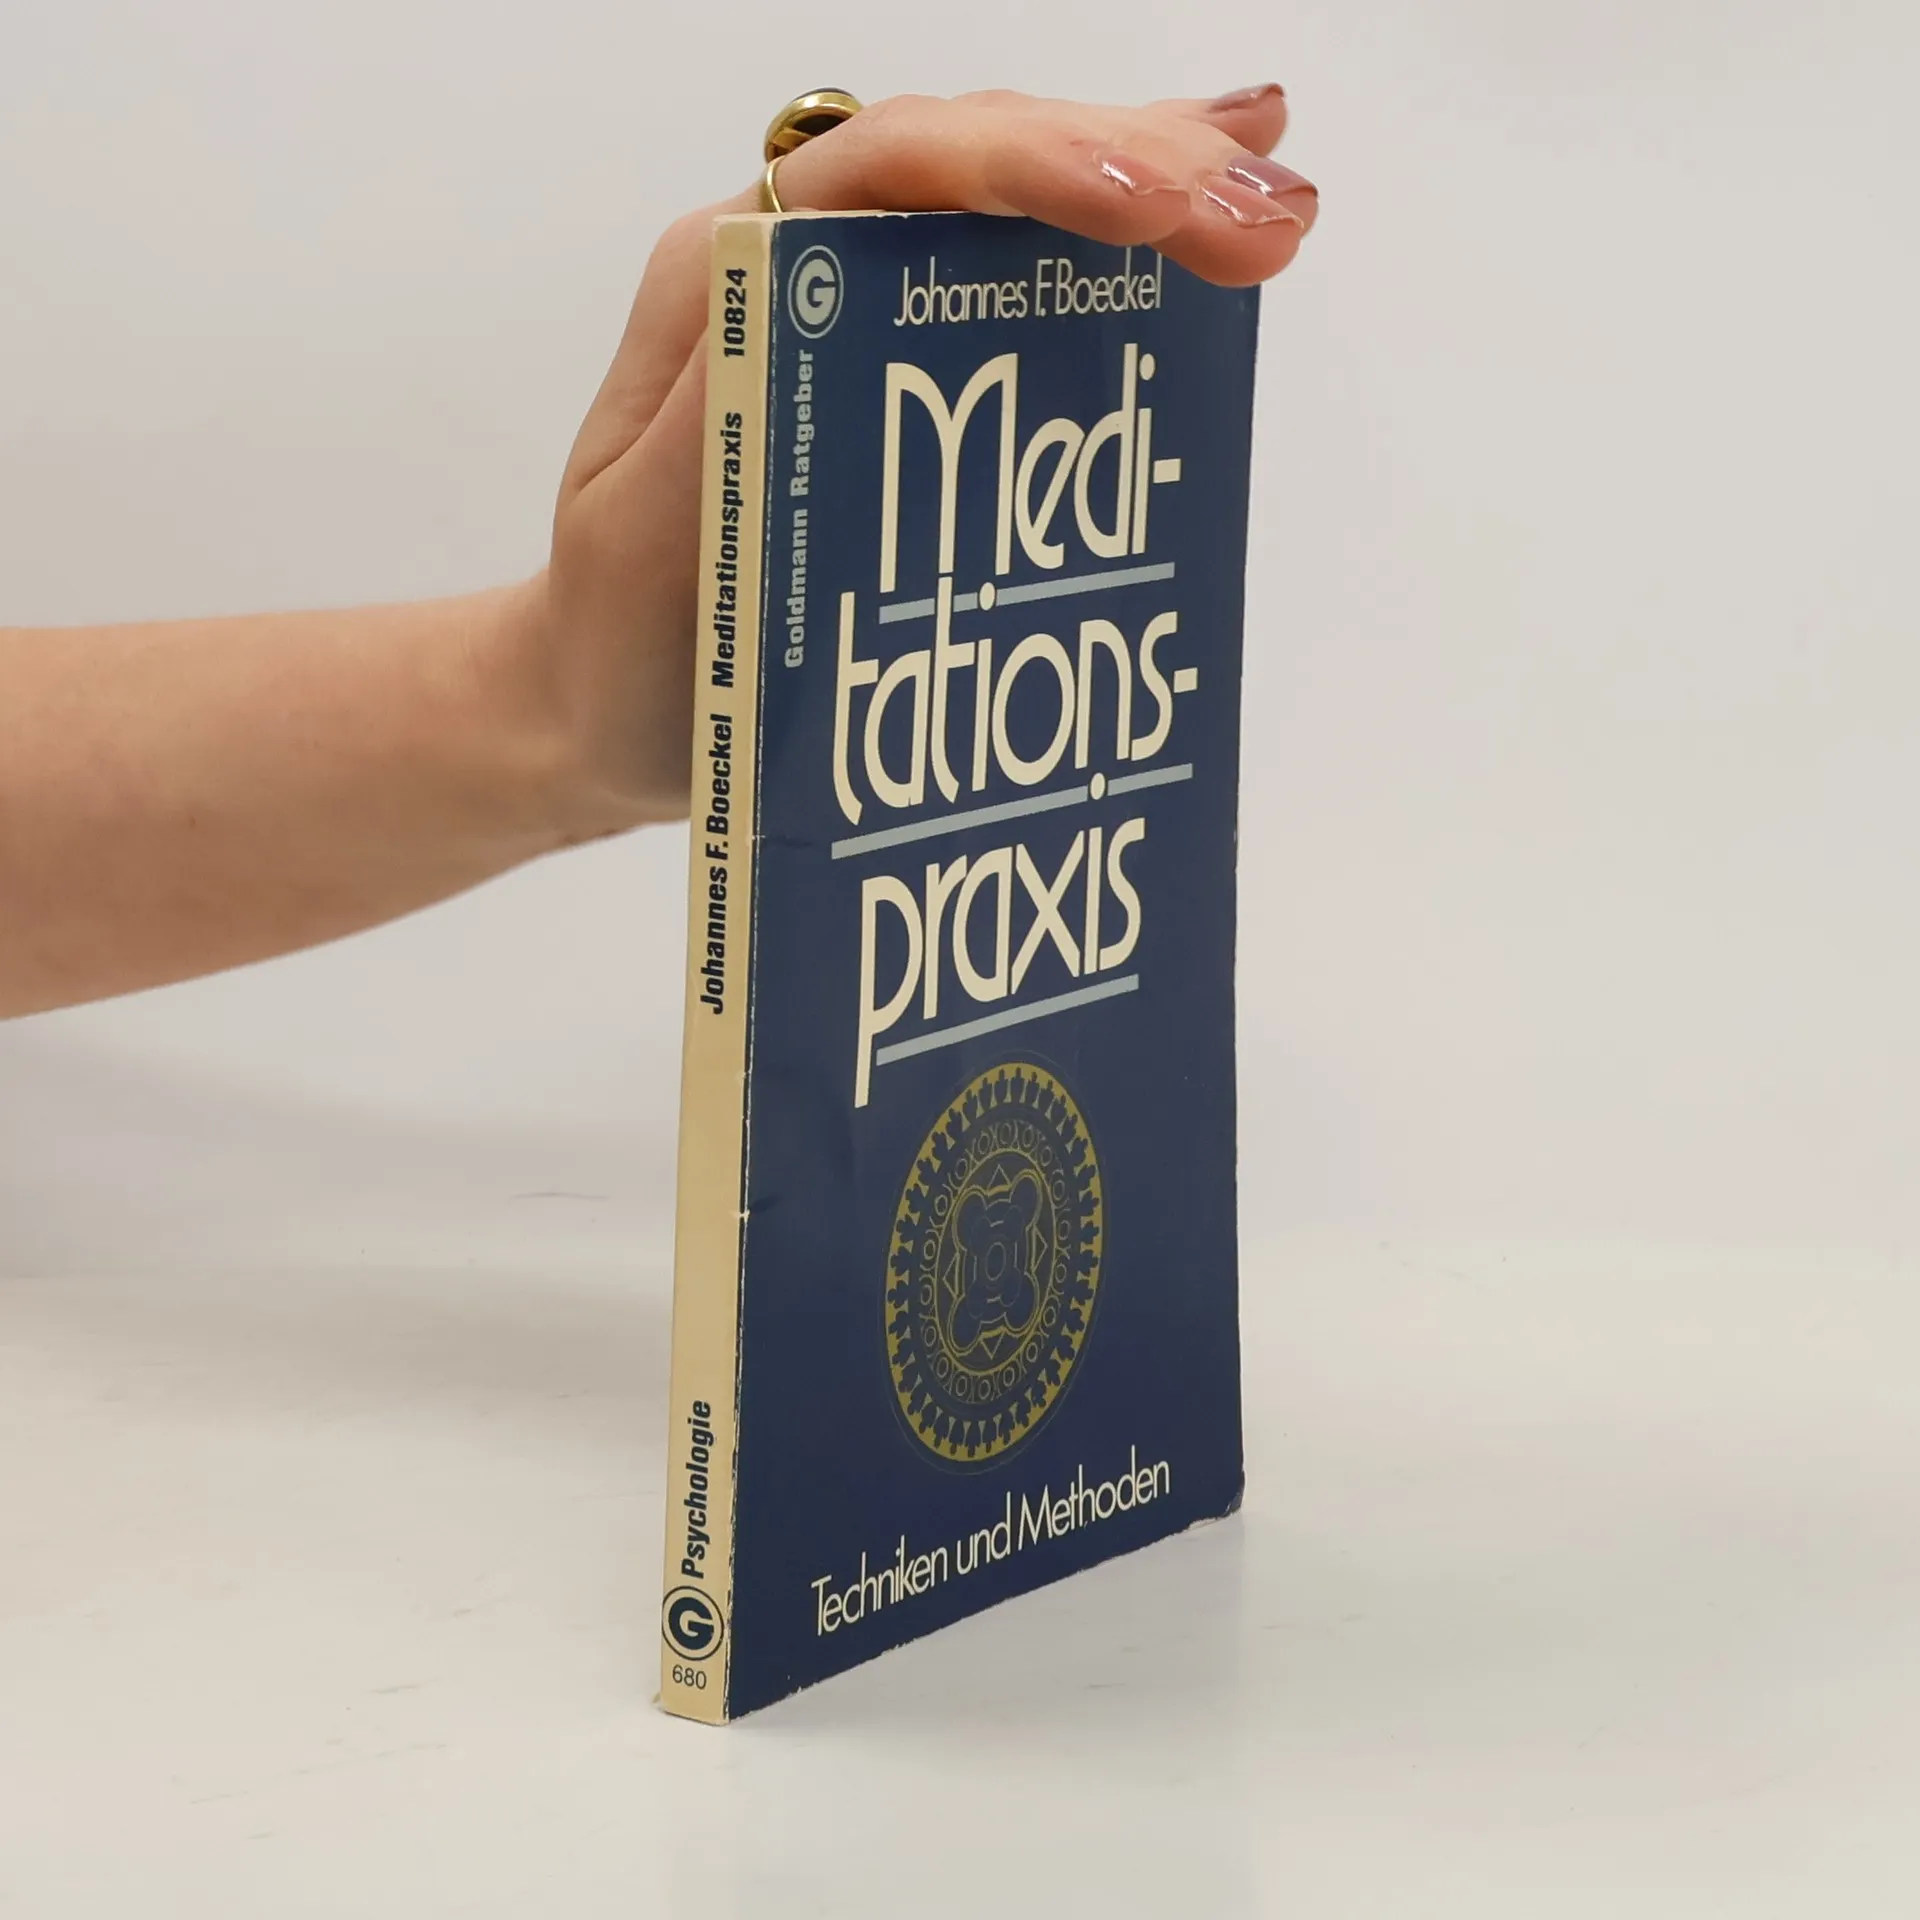 Johannes F. Boeckel Meditationspraxis 10824
Psychologie
G
680
G
Goldmann Ratgeber
Johannes F. Boeckel
Medi-
tations-
praxis
Techniken und Methoden